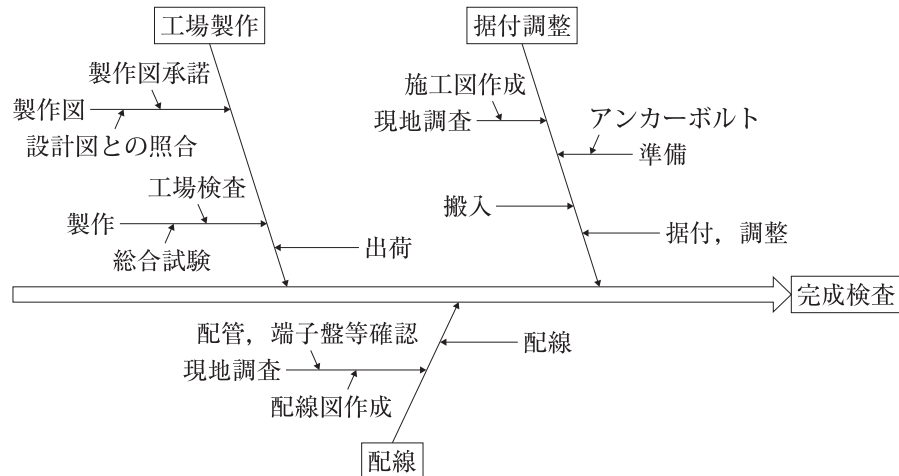 工場製作
製作図承諾
製作図
設計図との照合
工場検査
製作
総合試験
出荷
据付調整
施工図作成
現地調査
アンカーボルト
準備
搬入
据付，調整
完成検査
配管，端子盤等確認
現地調査
配線図作成
配線
配線